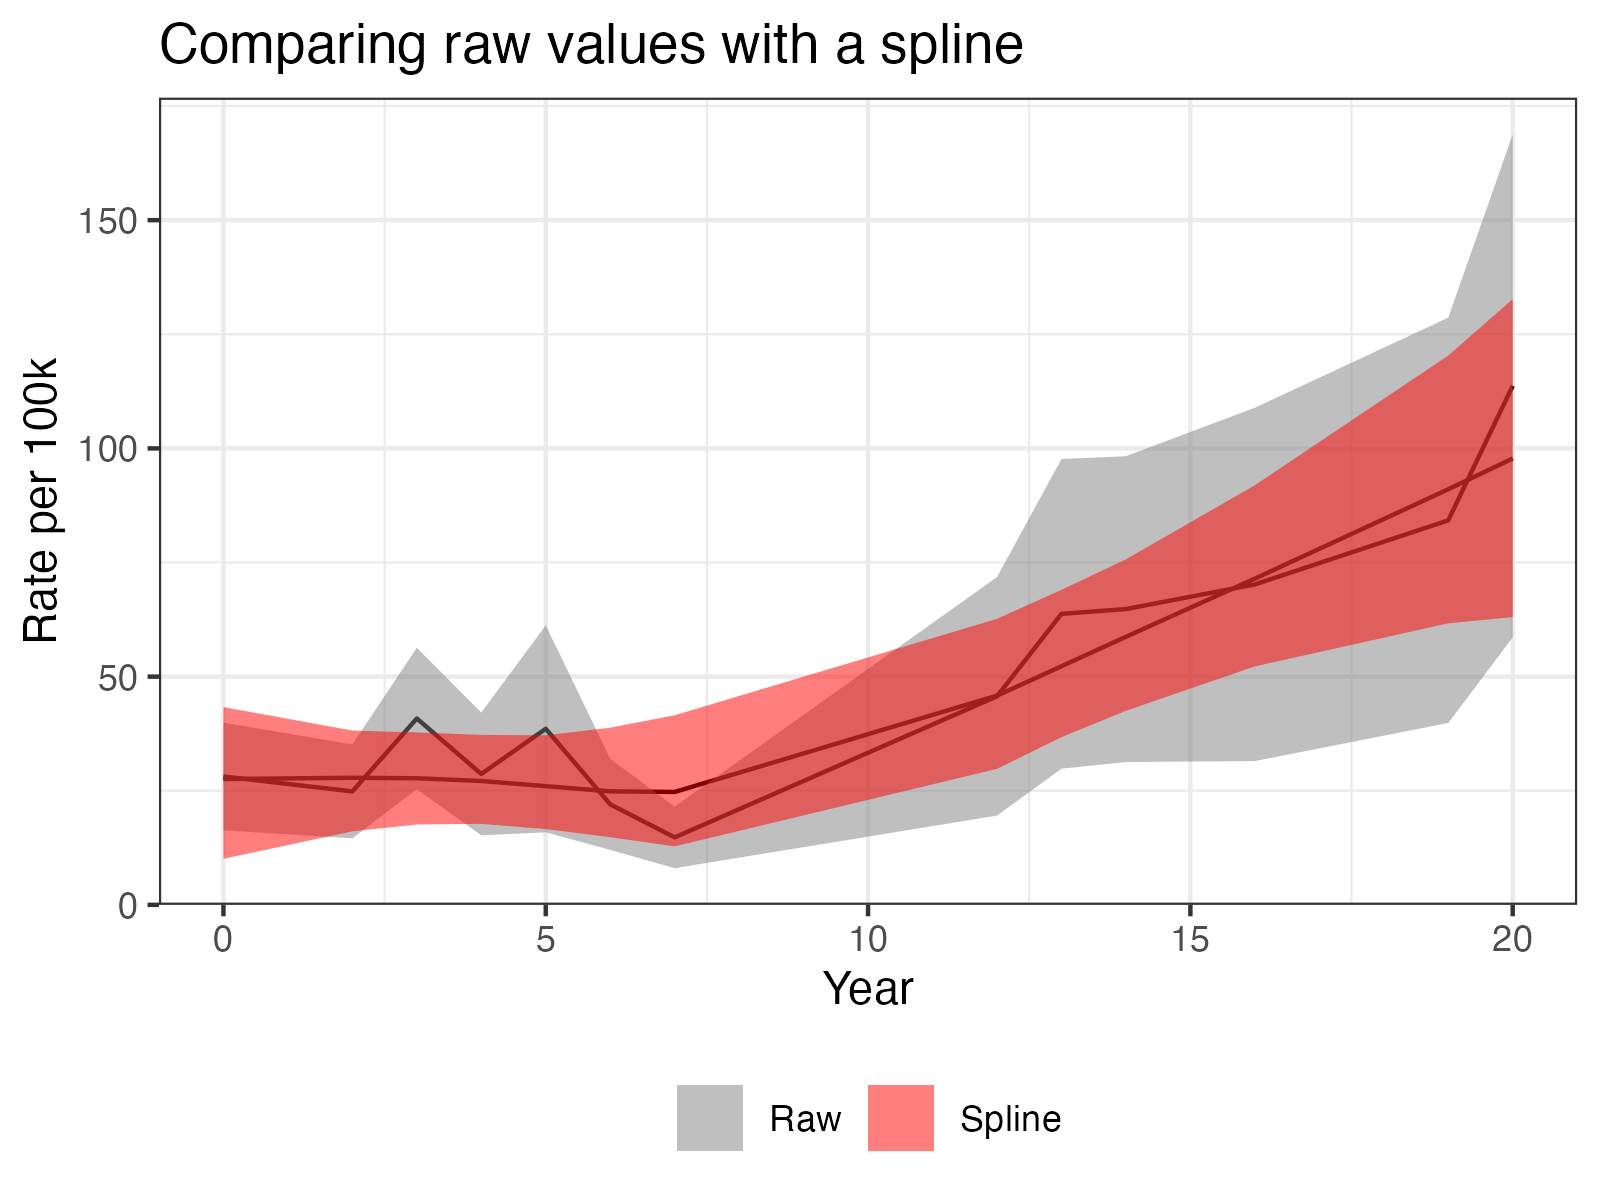 Comparing raw values with a spline
Rate per 100k
150
100
50
0
0 5 10 15 20
Year
Raw Spline